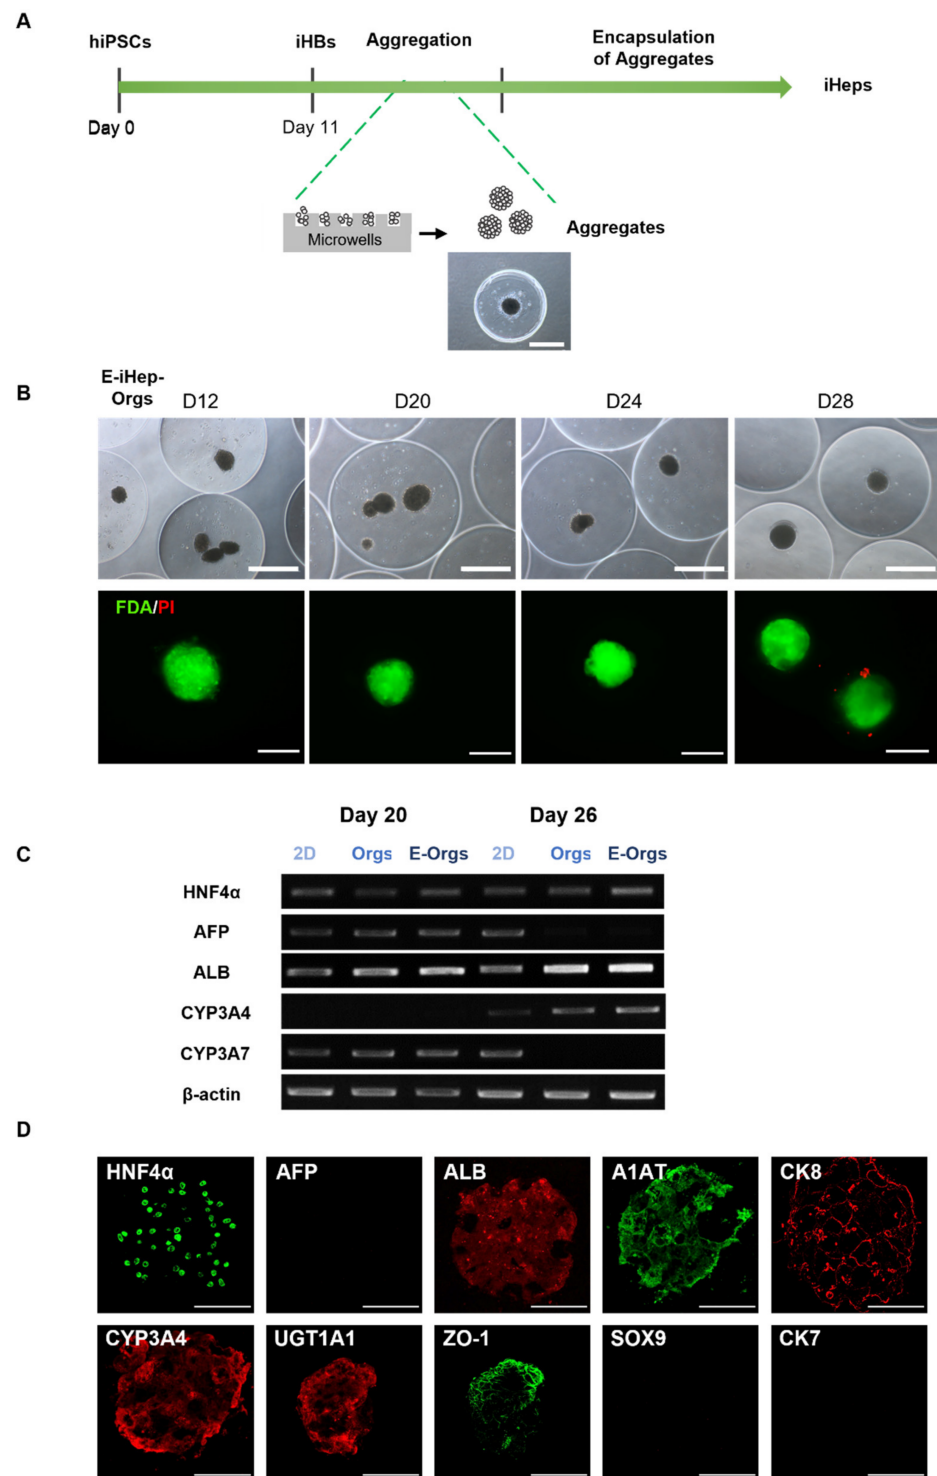 A
hiPSCs
iHBs
Aggregation
Encapsulation
of Aggregates
iHeps
Day 0
Day 11
Microwells
Aggregates
B
E-iHep-
Orgs
D12
D20
D24
D28
FDA/PI
Day 20
Day 26
C
2D
Orgs
E-Orgs
2D
Orgs
E-Orgs
HNF4α
AFP
ALB
CYP3A4
CYP3A7
β-actin
D
HNF4α
AFP
ALB
A1AT
CK8
CYP3A4
UGT1A1
ZO-1
SOX9
CK7